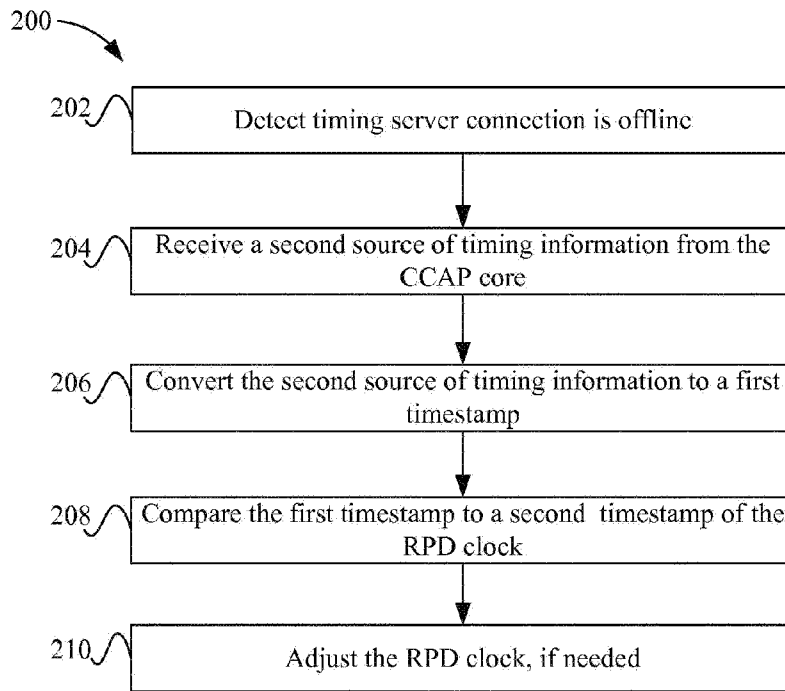 200
202
Detect timing server connection is offline
204
Receive a second source of timing information from the
CCAP core
206
Convert the second source of timing information to a first
timestamp
208
Compare the first timestamp to a second timestamp of the
RPD clock
210
Adjust the RPD clock, if needed